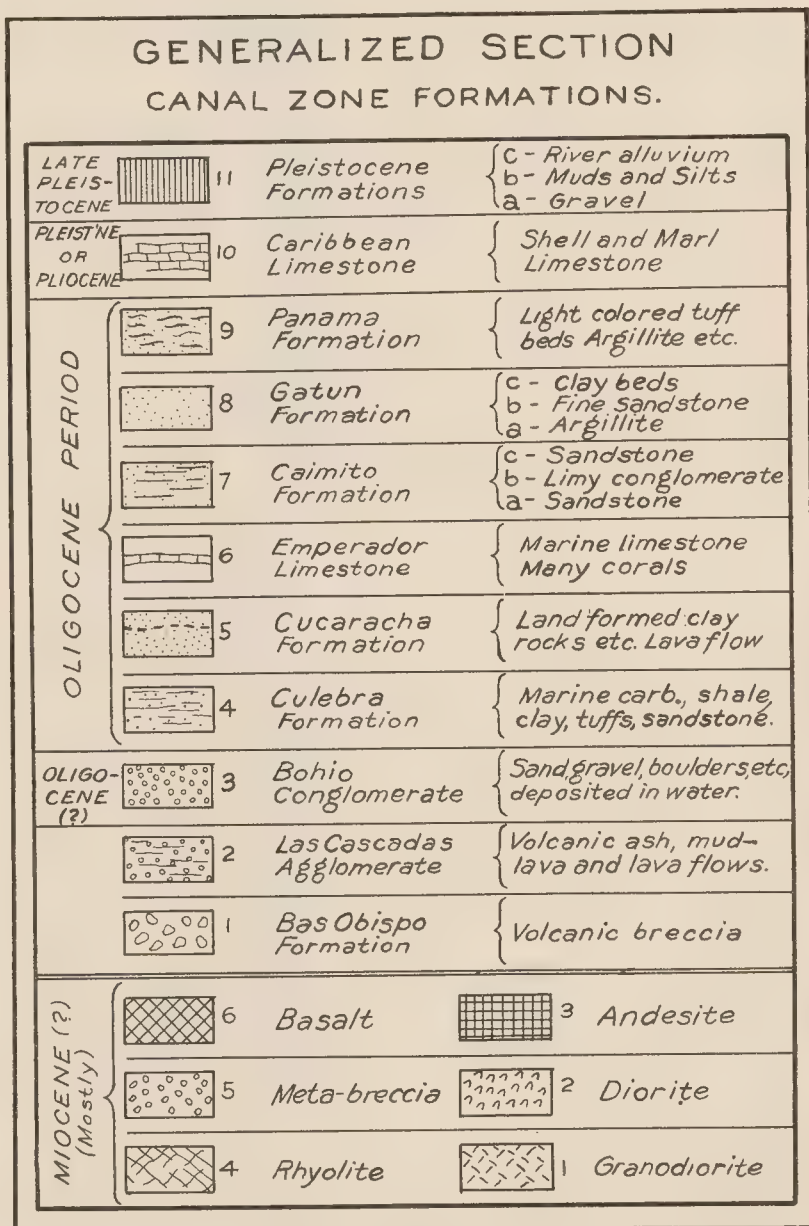 GENERALIZED SECTION
CANAL ZONE FORMATIONS.
LATE
PLEIS-
TOCENE
11
Pleistocene
Formations
c - River alluvium
b - Muds and Silts
a - Gravel
PLEIST'NE
OR
PLIOCENE
10
Caribbean
Limestone
Shell and Marl
Limestone
OLIGOCENE PERIOD
9
Panama
Formation
Light colored tuff
beds Argillite etc.
8
Gatun
Formation
c - Clay beds
b - Fine sandstone
a - Argillite
7
Caimito
Formation
c - Sandstone
b - Limy conglomerate
a - Sandstone
6
Emperador
Limestone
Marine limestone
Many corals
5
Cucaracha
Formation
Land formed clay
rocks etc. Lava flow
4
Culebra
Formation
Marine carb., shale,
clay, tuffs, sandstone.
OLIGO-
CENE
(?)
3
Bohio
Conglomerate
Sand, gravel, boulders, etc,
deposited in water.
2
Las Cascadas
Agglomerate
Volcanic ash, mud-
lava and lava flows.
1
Bas Obispo
Formation
Volcanic breccia
MIOCENE (?)
(Mostly)
6 Basalt
3 Andesite
5 Meta-breccia
2 Diorite
4 Rhyolite
1 Granodiorite